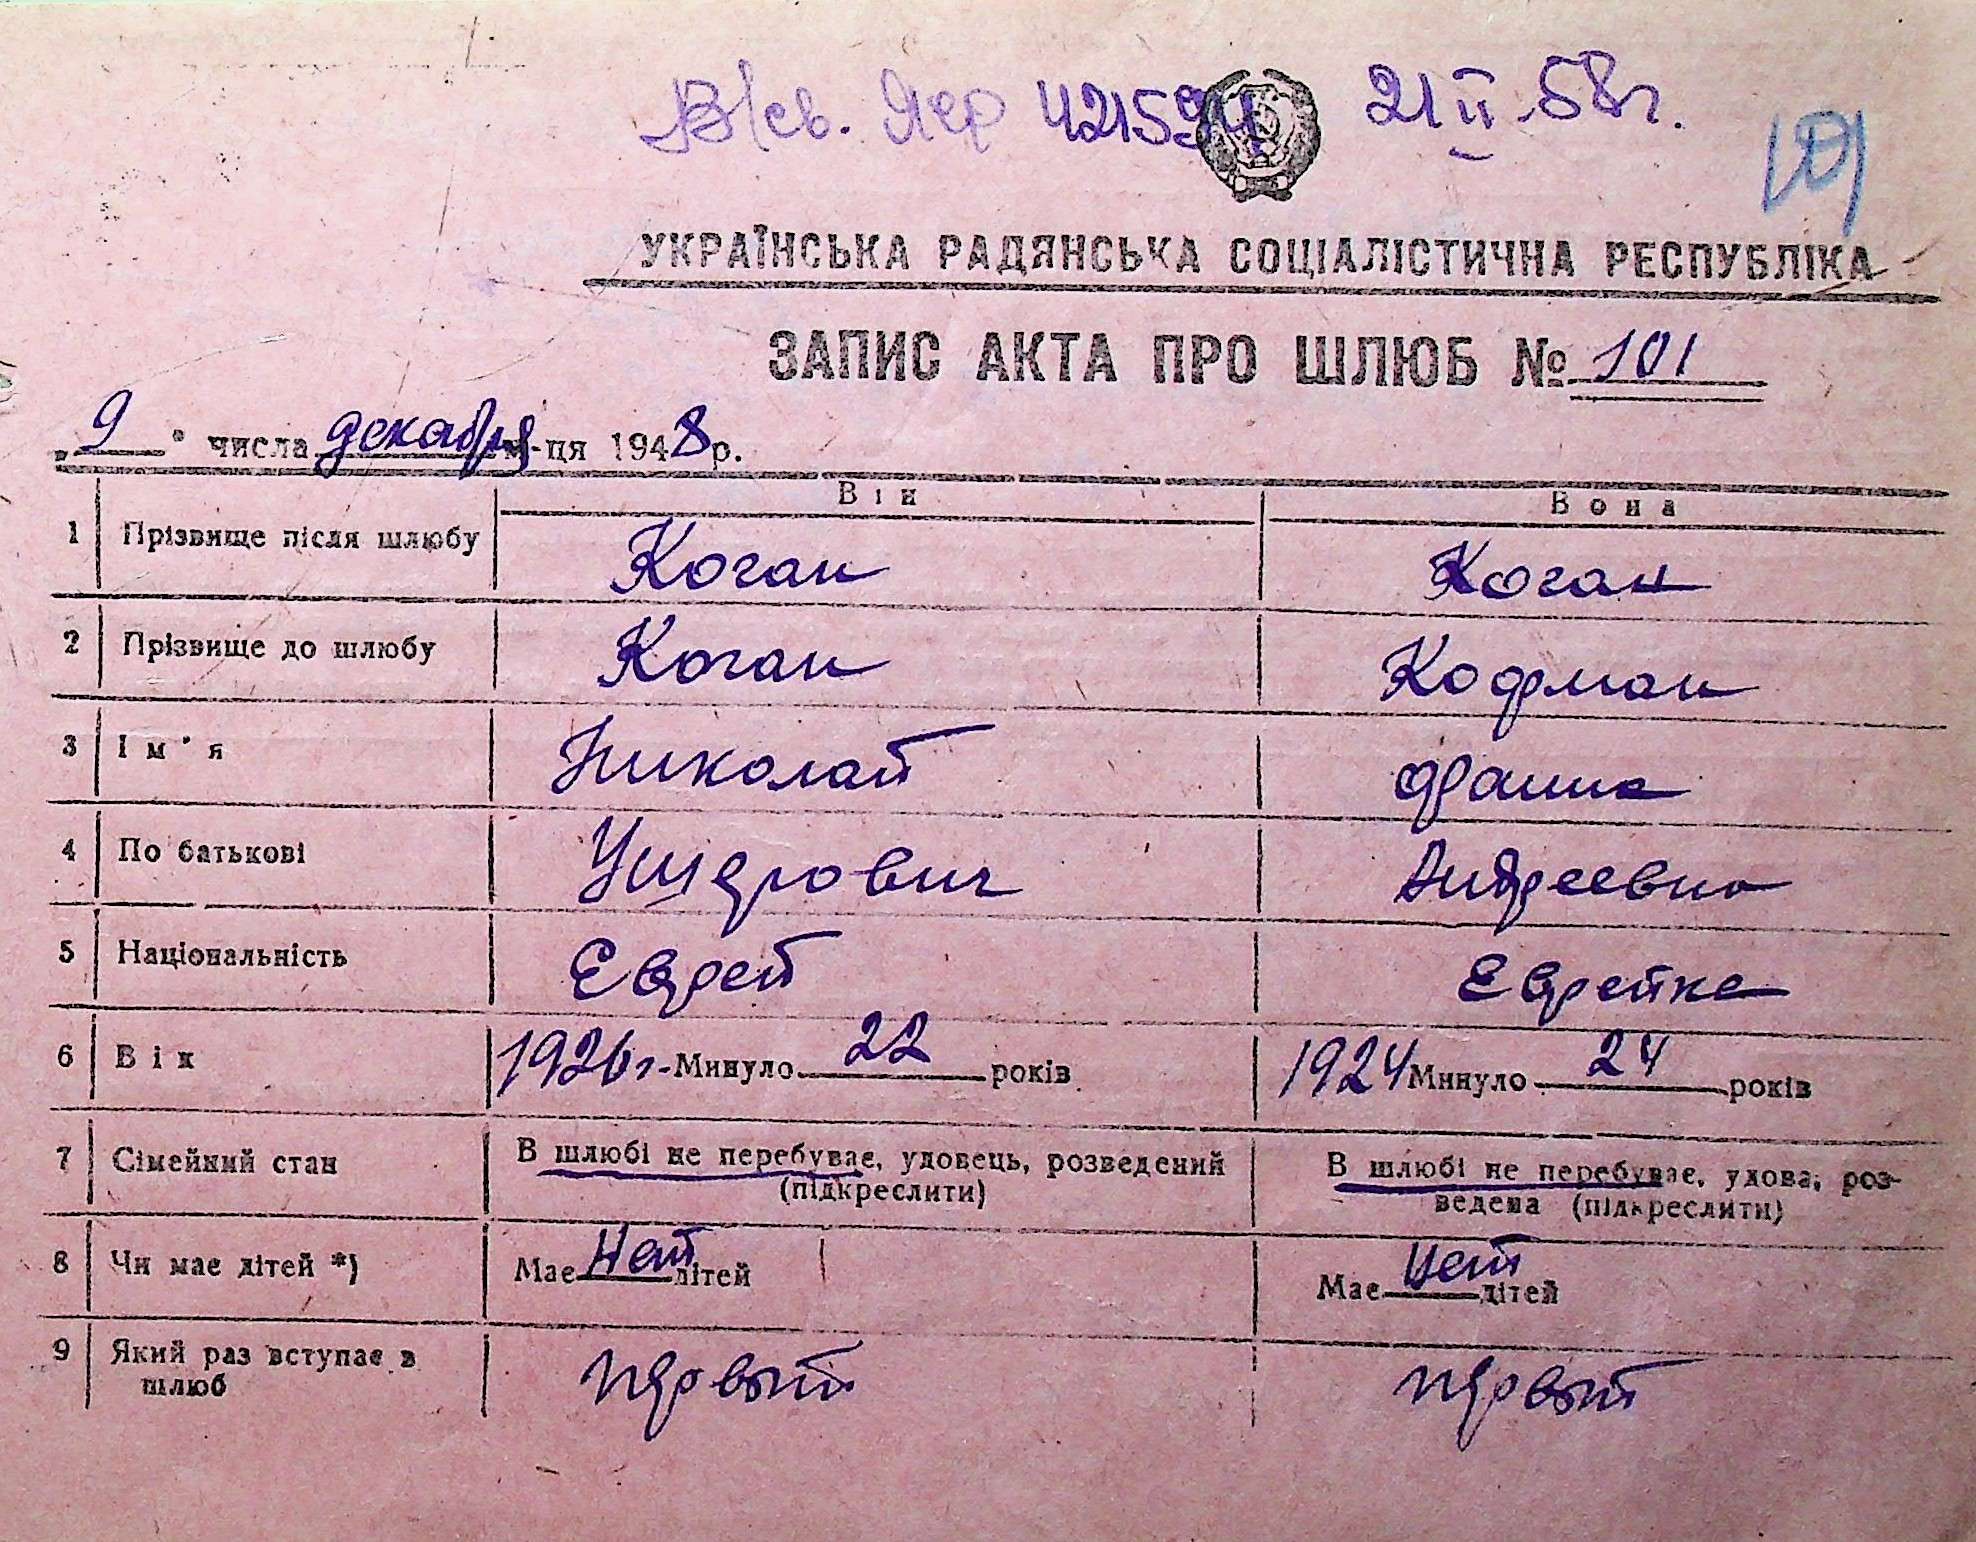 В/св. Яср 421594 21 II 58г.
УКРАЇНСЬКА РАДЯНСЬКА СОЦІАЛІСТИЧНА РЕСПУБЛІКА
ЗАПИС АКТА ПРО ШЛЮБ № 101
„9" числа декабря м-ця 1948 р.
Він Вона
1 Прізвище після шлюбу Коган Коган
2 Прізвище до шлюбу Коган Кофман
3 Ім'я Николай Фаина
4 По батькові Ушерович Андреевна
5 Національність Еврей Еврейка
6 Вік 1926г. Минуло 22 років 1924 Минуло 24 років
7 Сімейний стан В шлюбі не перебуває, удовець, розведений В шлюбі не перебуває, удова, роз-
(підкреслити) ведена (підкреслити)
8 Чи має дітей *) Має нет дітей Має нет дітей
9 Який раз вступає в первый первый
шлюб